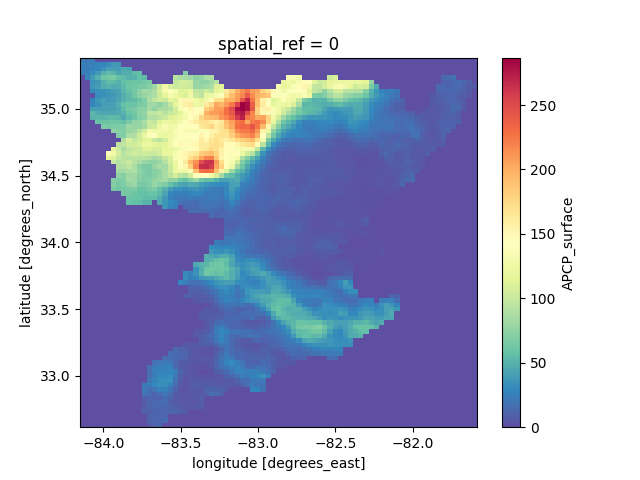 spatial_ref = 0
35.0
34.5
34.0
33.5
33.0
latitude [degrees_north]
−84.0 −83.5 −83.0 −82.5 −82.0
longitude [degrees_east]
250
200
150
100
50
0
APCP_surface